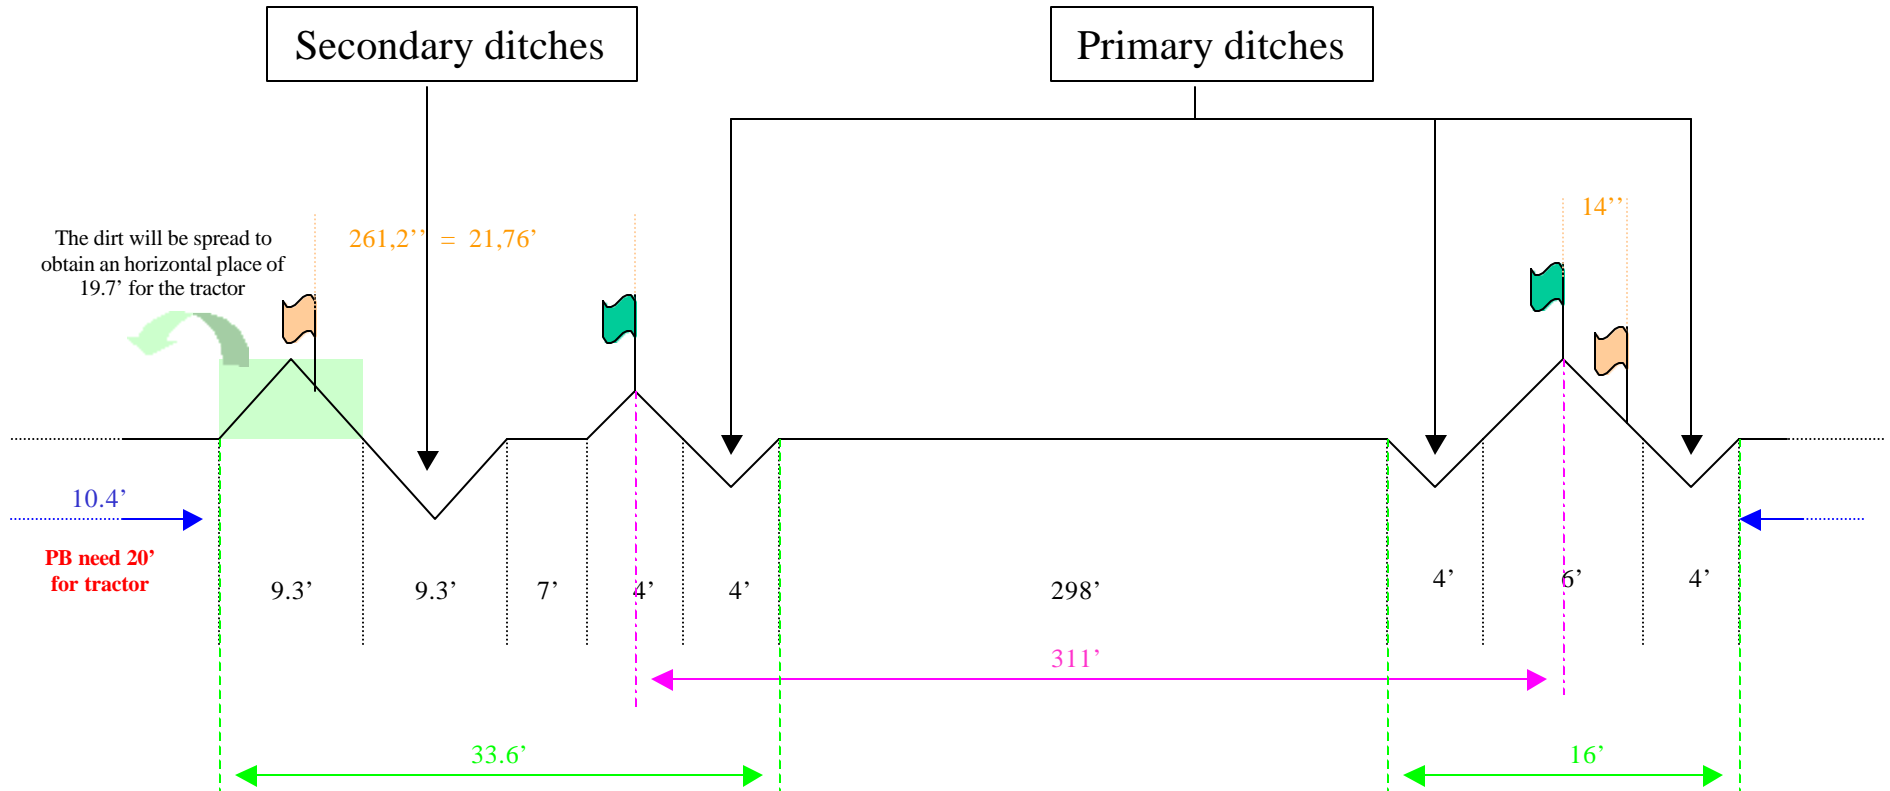 Secondary ditches
Primary ditches
14’’
The dirt will be spread to
obtain an horizontal place of
19.7’ for the tractor
261,2’’ = 21,76’
10.4’
PB need 20’
for tractor
9.3’
9.3’
7’
4’
4’
298’
4’
6’
4’
311’
33.6’
16’